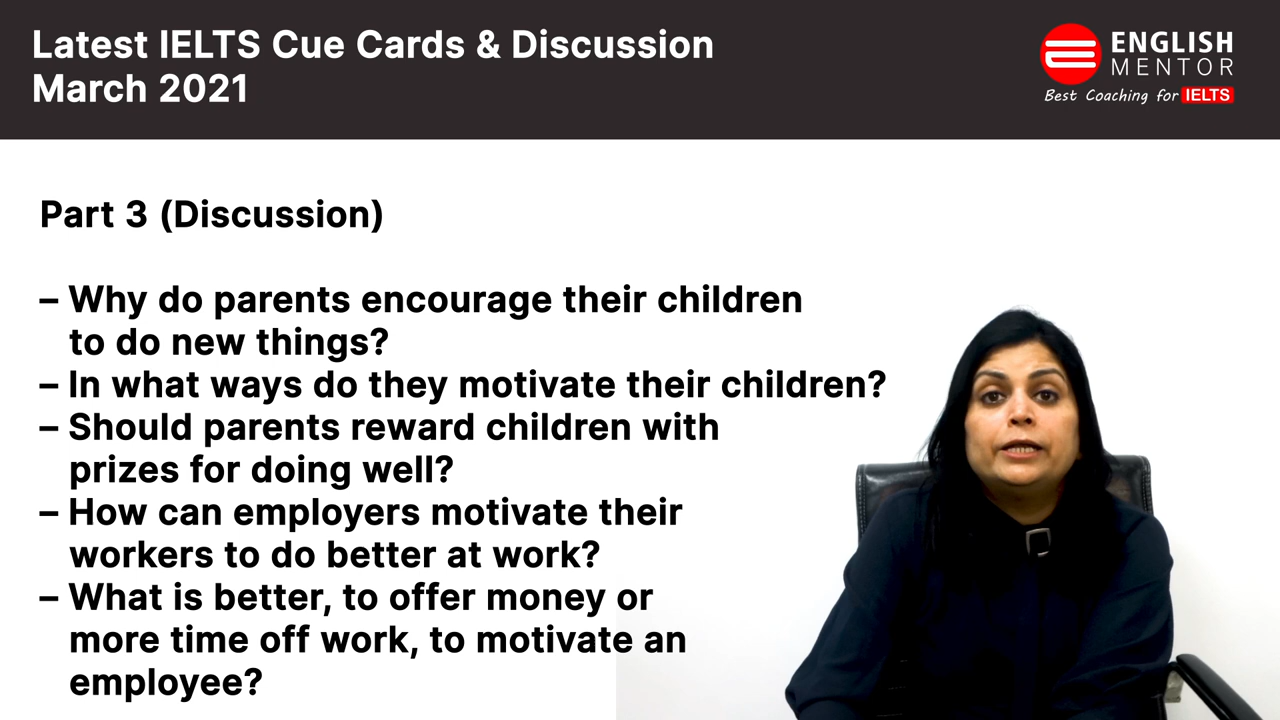 Latest IELTS Cue Cards & Discussion
March 2021
ENGLISH
MENTOR
Best Coaching for IELTS
Part 3 (Discussion)
– Why do parents encourage their children
to do new things?
– In what ways do they motivate their children?
– Should parents reward children with
prizes for doing well?
– How can employers motivate their
workers to do better at work?
– What is better, to offer money or
more time off work, to motivate an
employee?